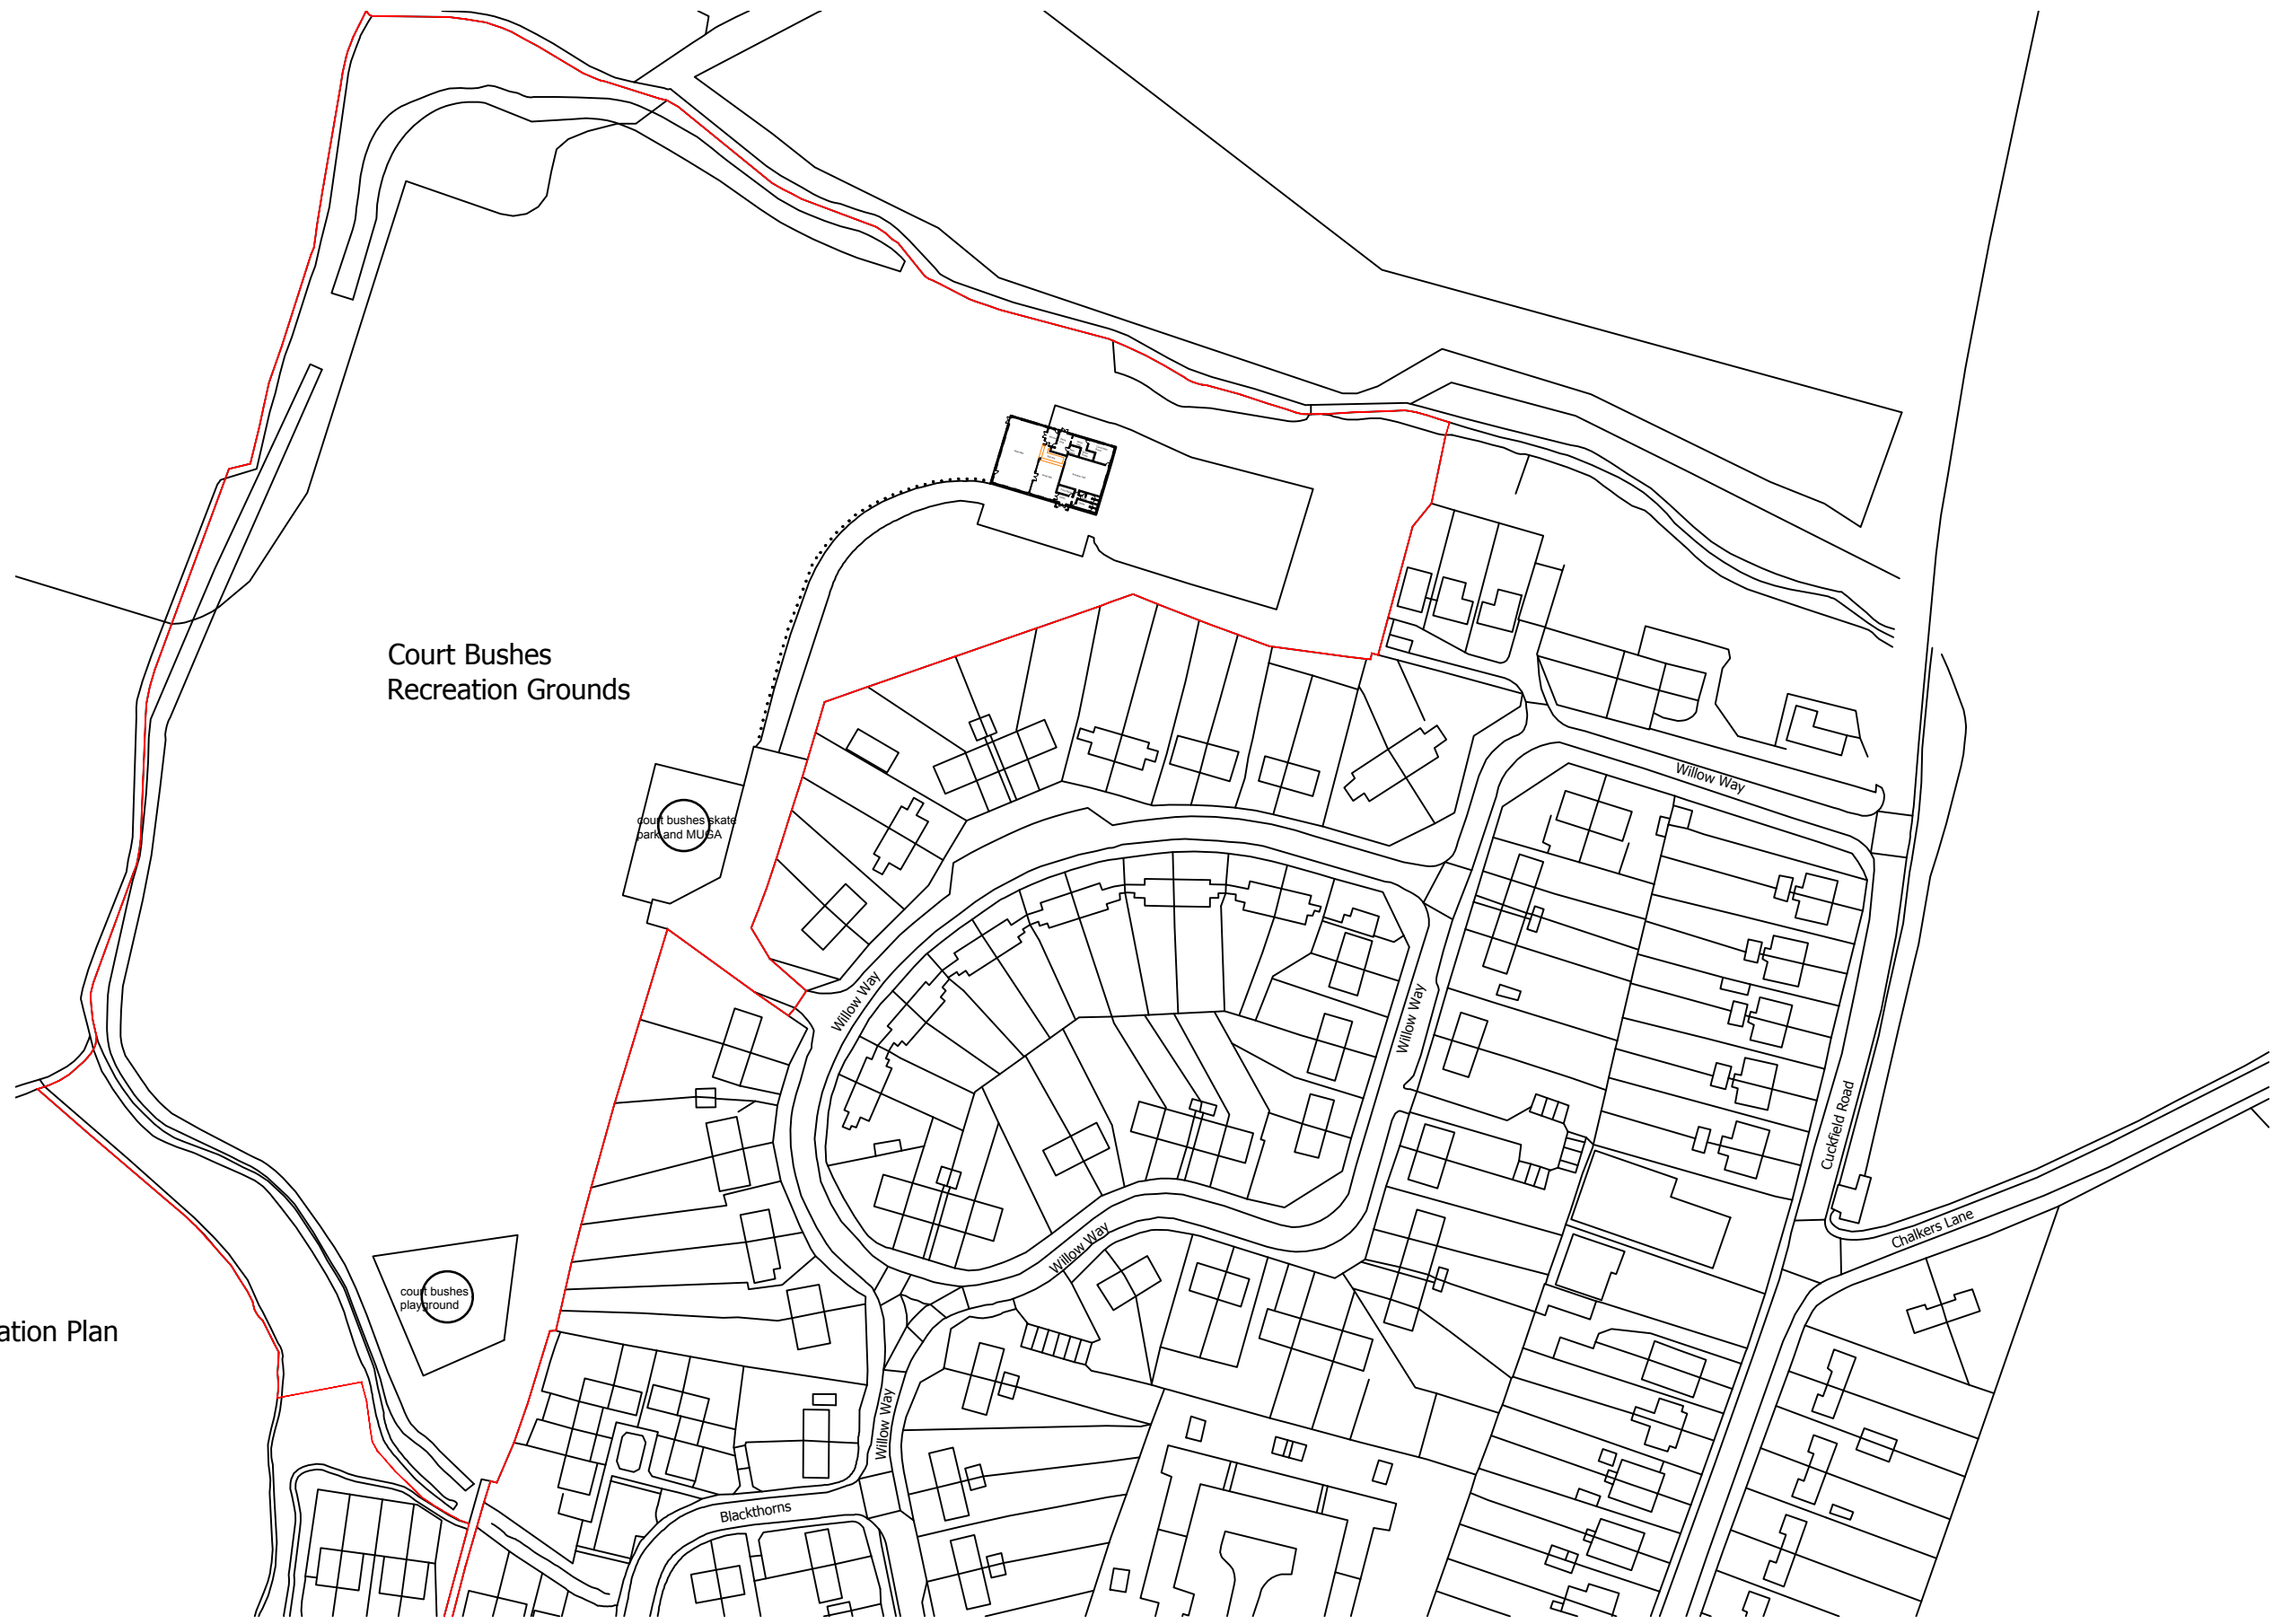 Court Bushes
Recreation Grounds
court bushes skate
park and MUGA
Willow Way
Willow Way
Willow Way
Cuckfield Road
Chalkers Lane
Willow Way
court bushes
playground
ation Plan
Willow Way
Blackthorns